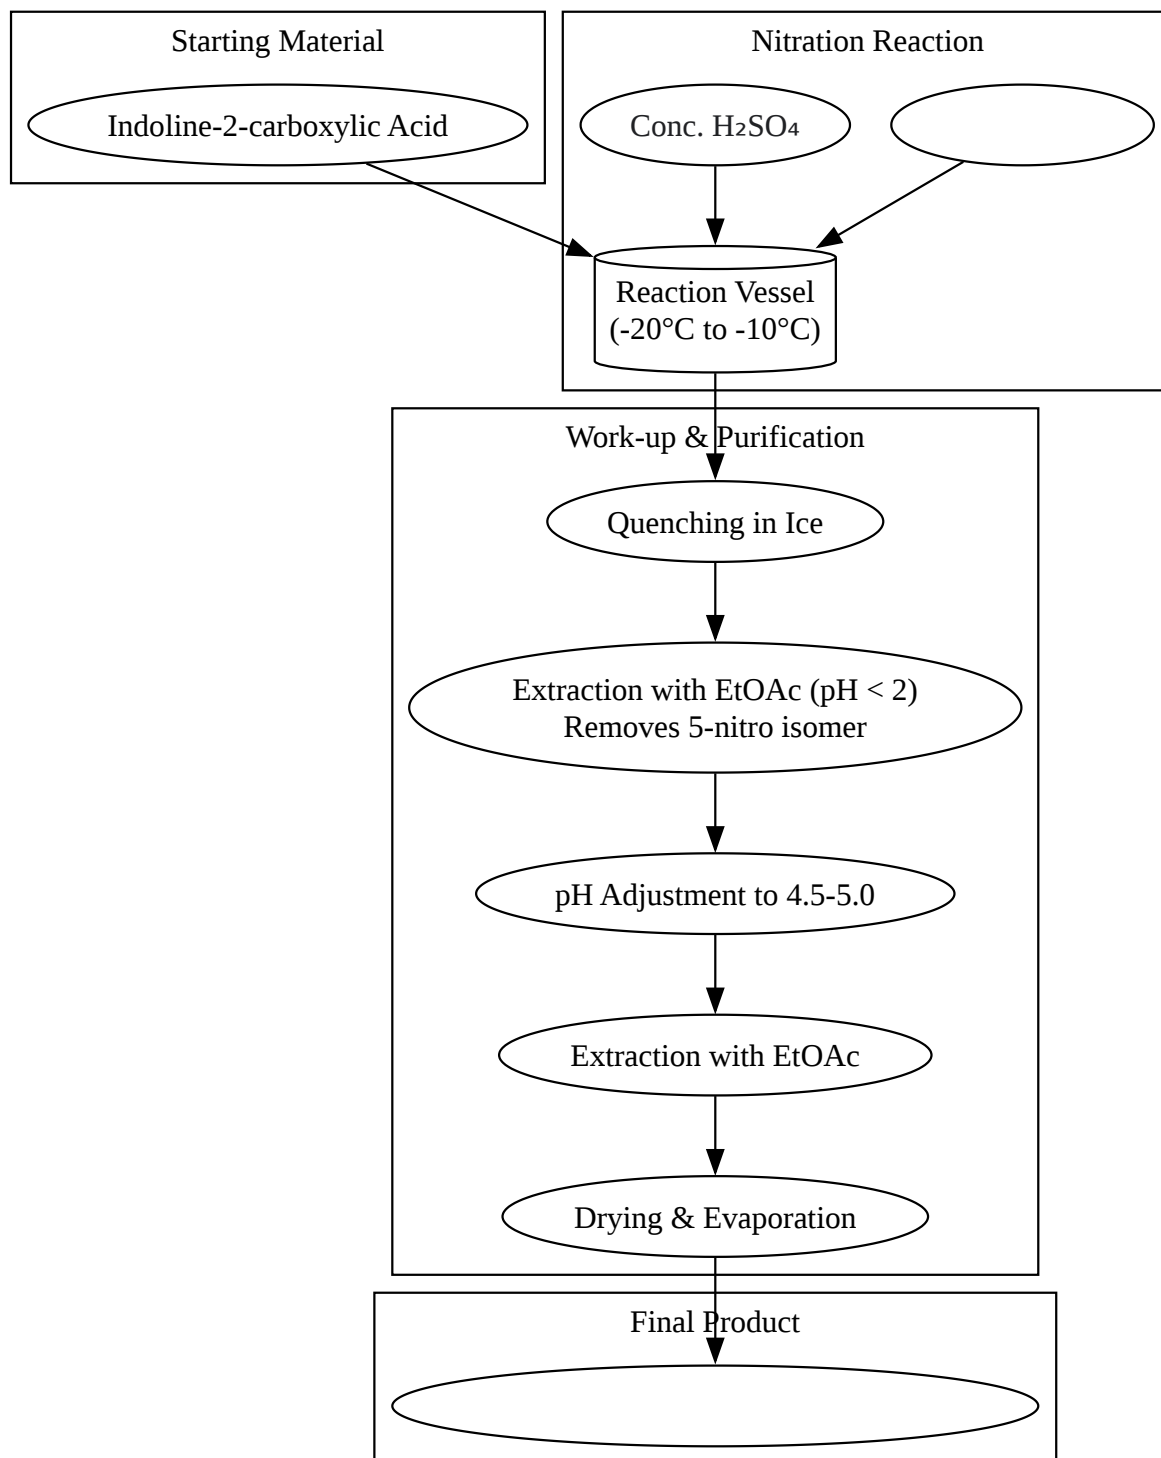 Starting Material
Nitration Reaction
Indoline-2-carboxylic Acid
Conc. H₂SO₄
Reaction Vessel
(-20°C to -10°C)
Work-up & Purification
Quenching in Ice
Extraction with EtOAc (pH < 2)
Removes 5-nitro isomer
pH Adjustment to 4.5-5.0
Extraction with EtOAc
Drying & Evaporation
Final Product